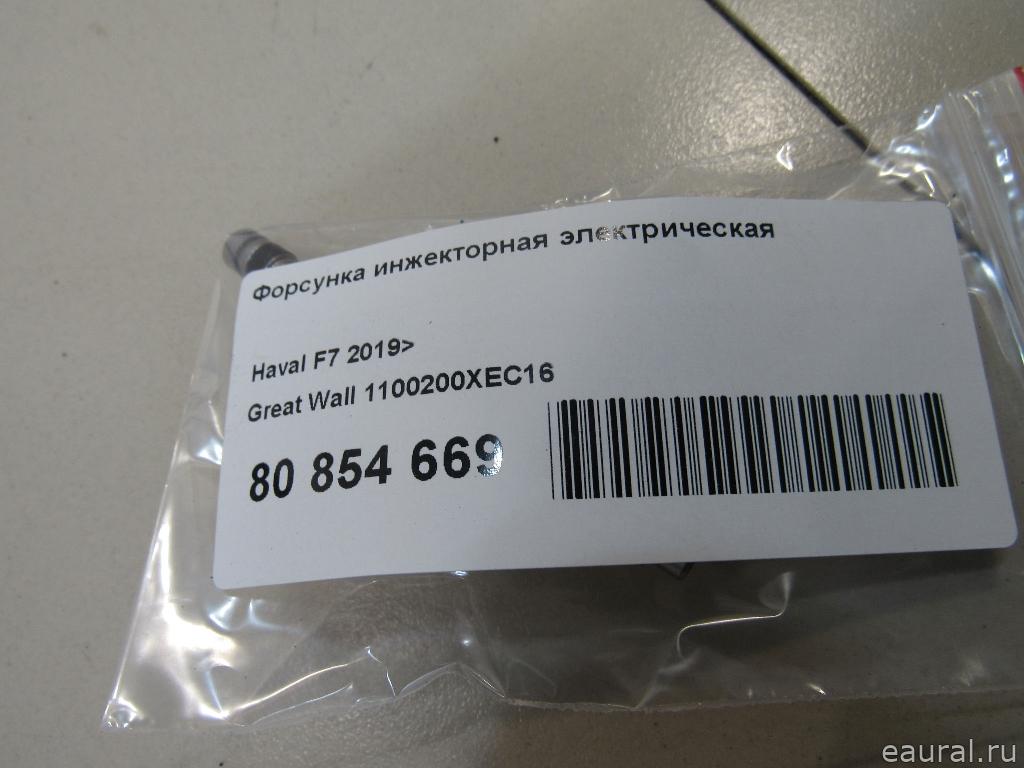 Форсунка инжекторная электрическая
Haval F7 2019>
Great Wall 1100200XEC16
80 854 669
eaural.ru